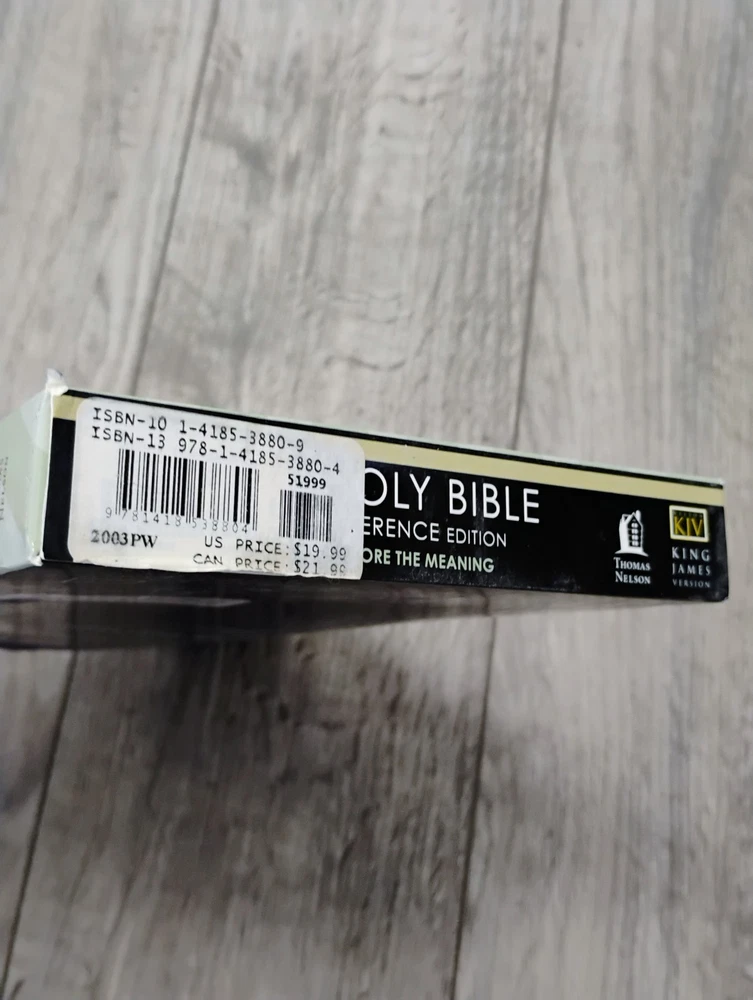 ISBN-10 1-4185-3880-9
ISBN-13 978-1-4185-3880-4
51999
9 781418 538804
2003PW
US PRICE: $19.99
CAN PRICE: $21.99
OLY BIBLE
ERENCE EDITION
ORE THE MEANING
THOMAS
NELSON
KJV
KING
JAMES
VERSION